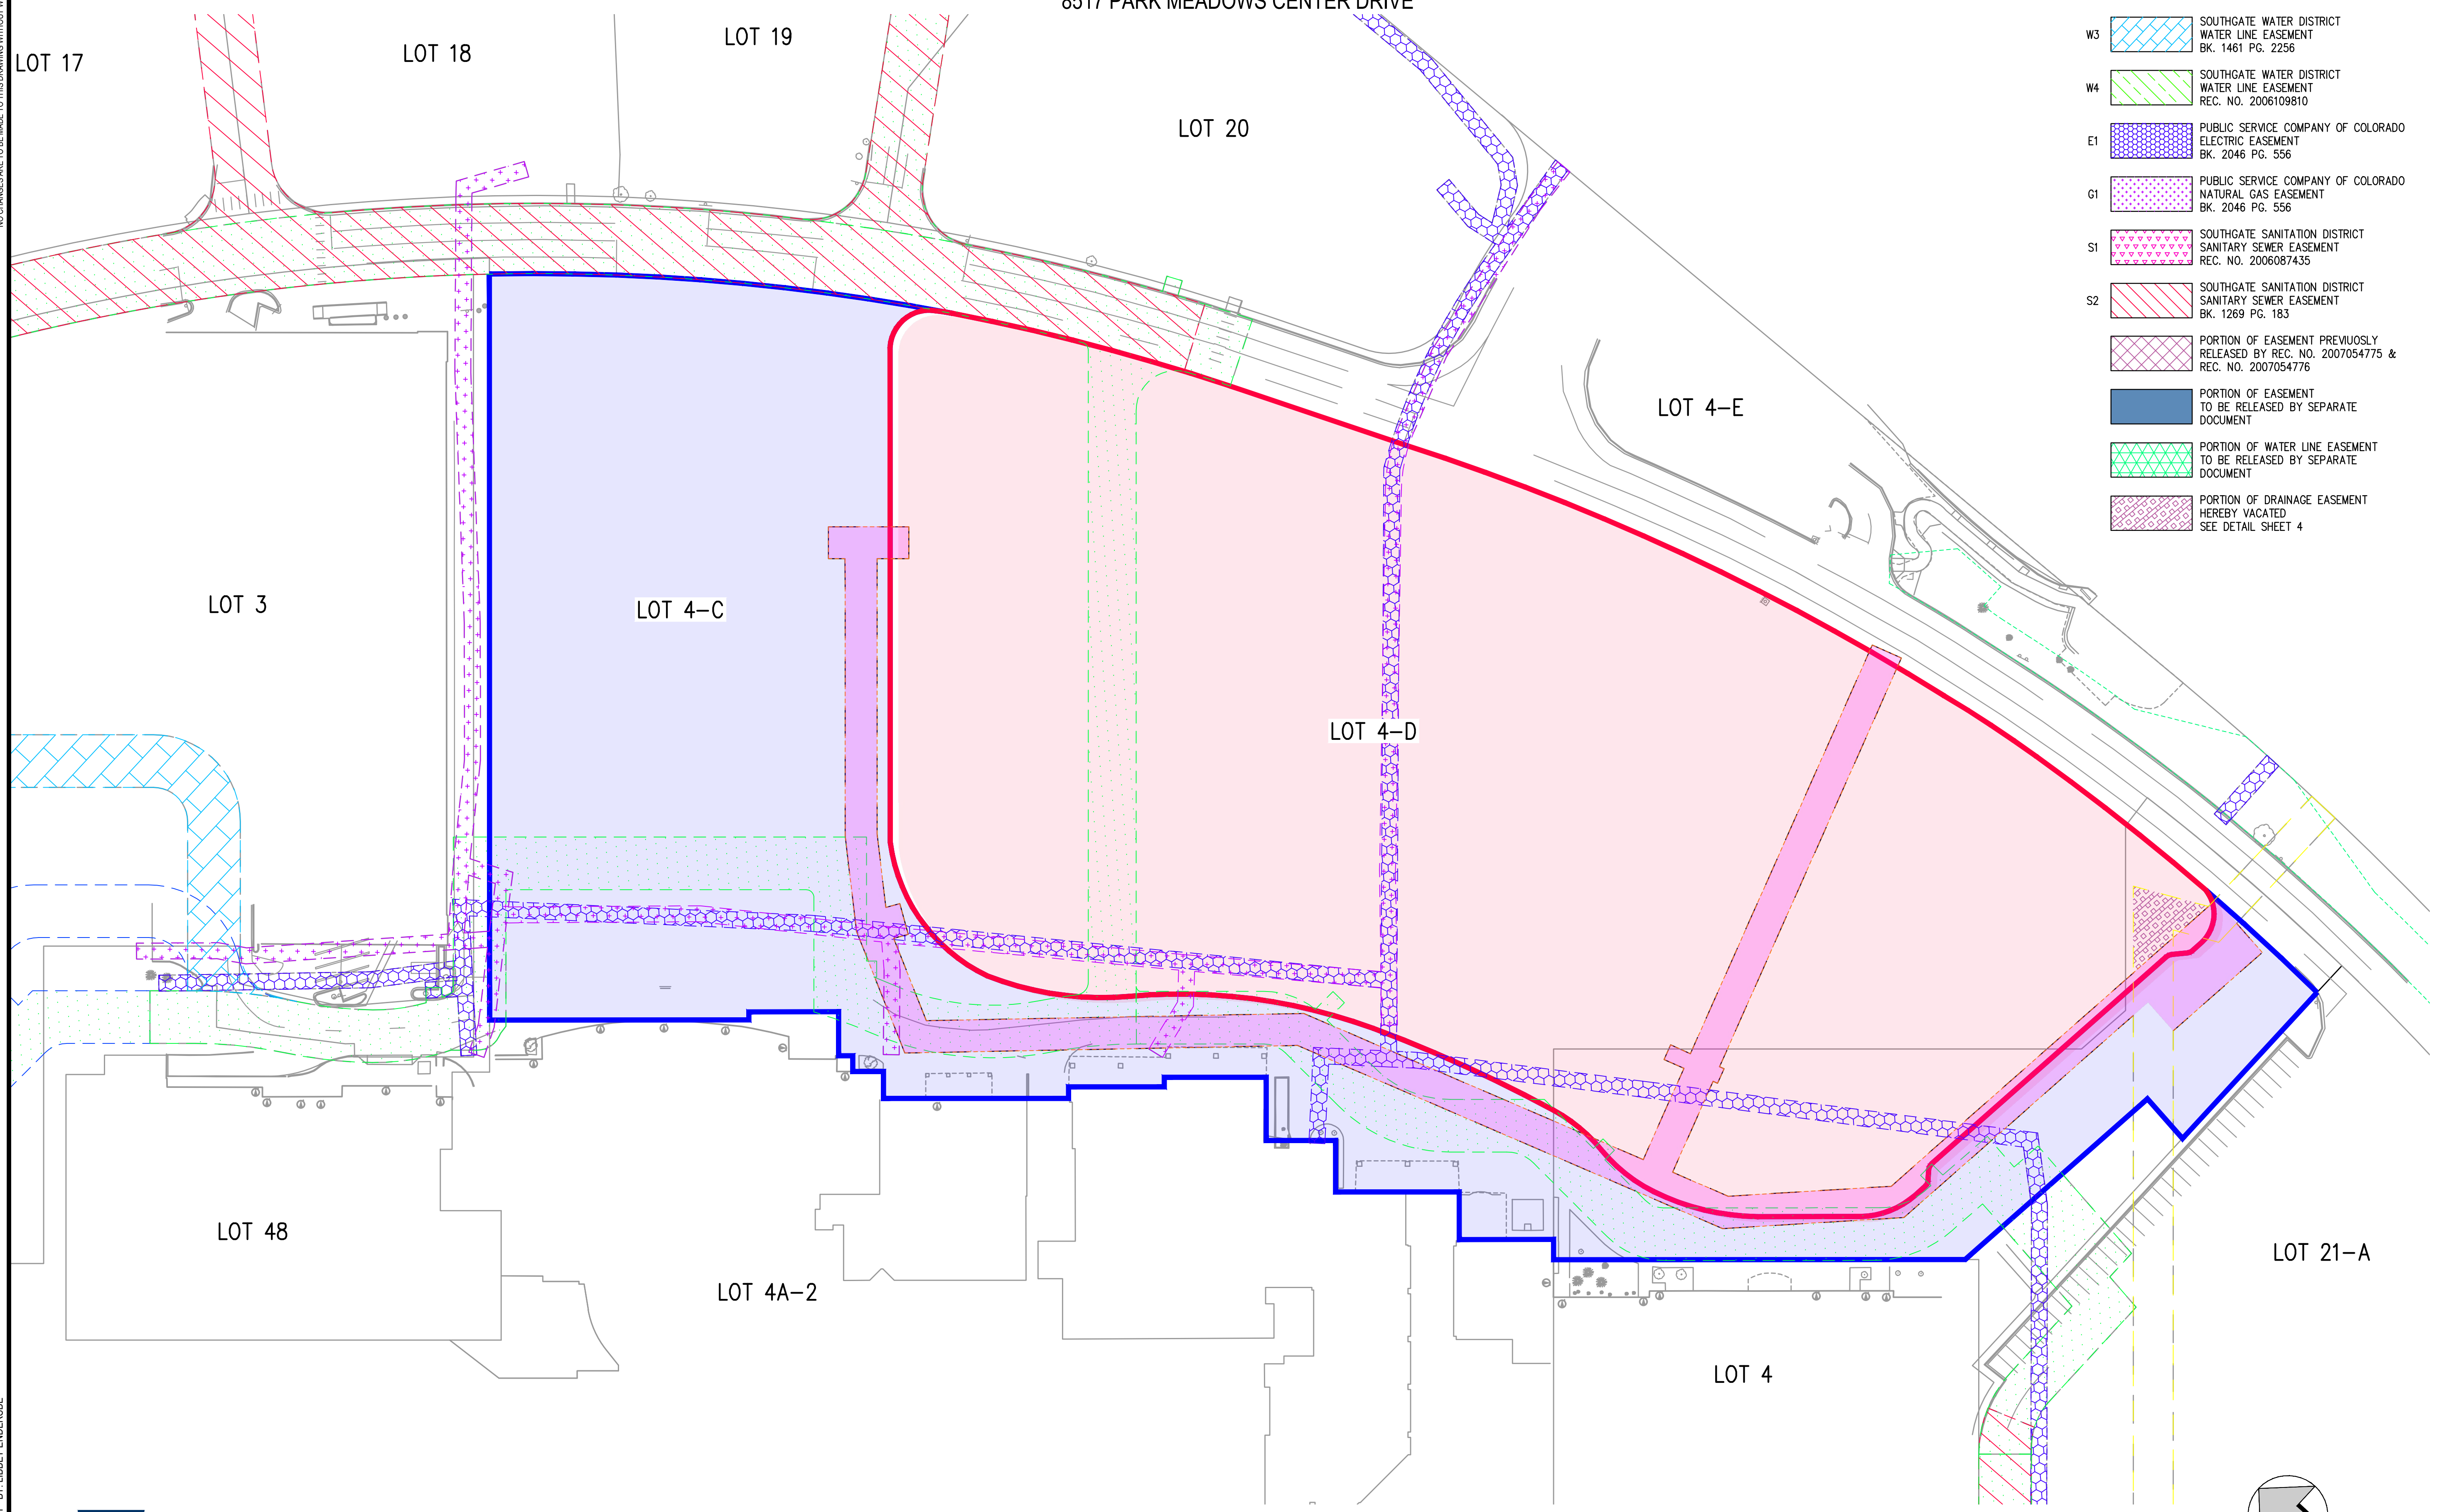 8517 PARK MEADOWS CENTER DRIVE
LOT 17
LOT 18
LOT 19
LOT 20
LOT 4-E
LOT 3
LOT 4-C
LOT 4-D
LOT 48
LOT 4A-2
LOT 4
LOT 21-A
W3
SOUTHGATE WATER DISTRICT
WATER LINE EASEMENT
BK. 1461 PG. 2256
W4
SOUTHGATE WATER DISTRICT
WATER LINE EASEMENT
REC. NO. 2006109810
E1
PUBLIC SERVICE COMPANY OF COLORADO
ELECTRIC EASEMENT
BK. 2046 PG. 556
G1
PUBLIC SERVICE COMPANY OF COLORADO
NATURAL GAS EASEMENT
BK. 2046 PG. 556
S1
SOUTHGATE SANITATION DISTRICT
SANITARY SEWER EASEMENT
REC. NO. 2006087435
S2
SOUTHGATE SANITATION DISTRICT
SANITARY SEWER EASEMENT
BK. 1269 PG. 183
PORTION OF EASEMENT PREVIUOSLY
RELEASED BY REC. NO. 2007054775 &
REC. NO. 2007054776
PORTION OF EASEMENT
TO BE RELEASED BY SEPARATE
DOCUMENT
PORTION OF WATER LINE EASEMENT
TO BE RELEASED BY SEPARATE
DOCUMENT
PORTION OF DRAINAGE EASEMENT
HEREBY VACATED
SEE DETAIL SHEET 4